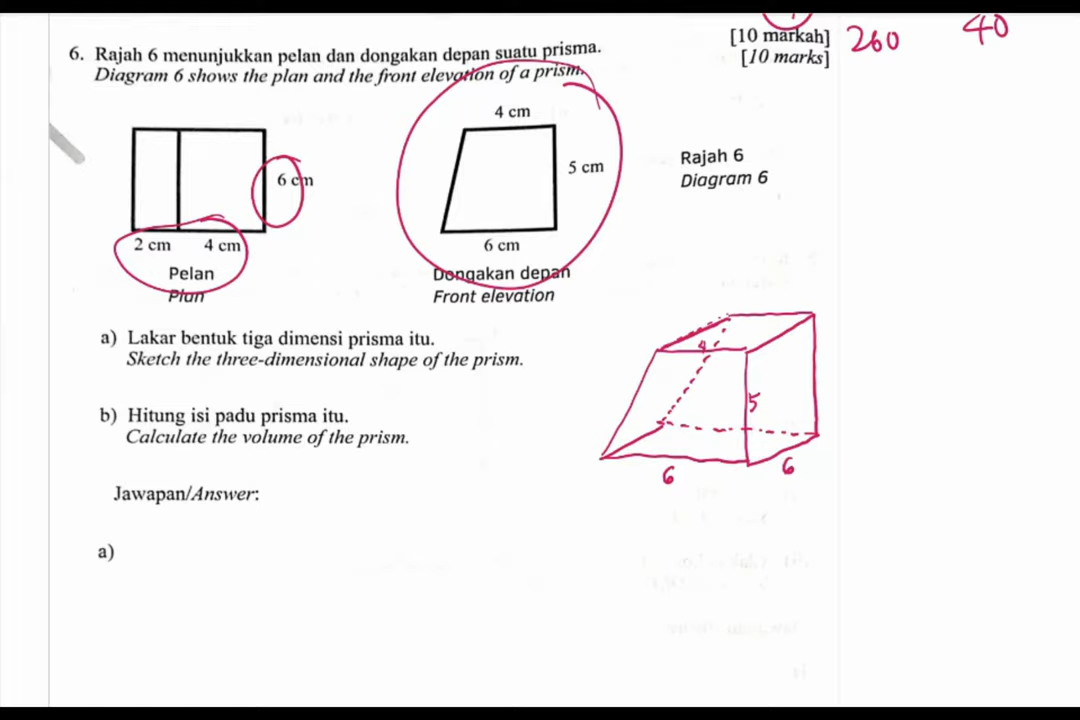 [10 markah] 260 40
6. Rajah 6 menunjukkan pelan dan dongakan depan suatu prisma.
Diagram 6 shows the plan and the front elevation of a prism.
[10 marks]
4 cm
6 cm
5 cm
Rajah 6
Diagram 6
2 cm 4 cm
6 cm
Pelan
Plan
Dongakan depan
Front elevation
a) Lakar bentuk tiga dimensi prisma itu.
Sketch the three-dimensional shape of the prism.
4
5
6
6
b) Hitung isi padu prisma itu.
Calculate the volume of the prism.
Jawapan/Answer:
a)